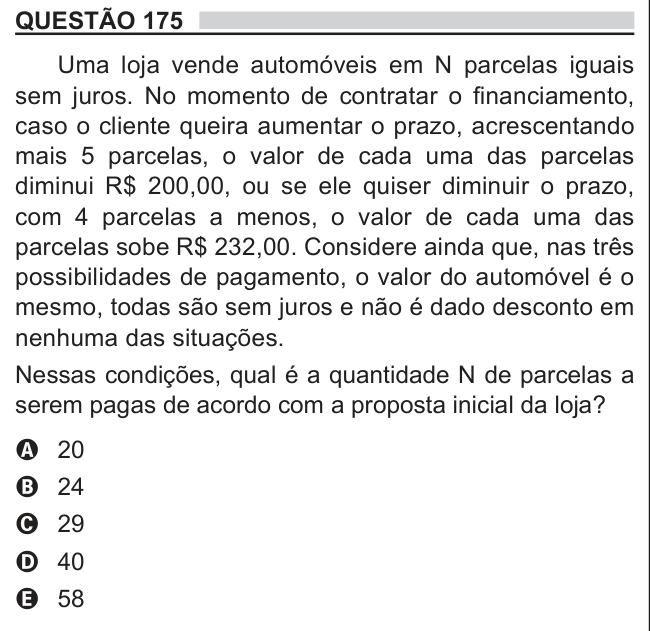 QUESTÃO 175
Uma loja vende automóveis em N parcelas iguais
sem juros. No momento de contratar o financiamento,
caso o cliente queira aumentar o prazo, acrescentando
mais 5 parcelas, o valor de cada uma das parcelas
diminui R$ 200,00, ou se ele quiser diminuir o prazo,
com 4 parcelas a menos, o valor de cada uma das
parcelas sobe R$ 232,00. Considere ainda que, nas três
possibilidades de pagamento, o valor do automóvel é o
mesmo, todas são sem juros e não é dado desconto em
nenhuma das situações.
Nessas condições, qual é a quantidade N de parcelas a
serem pagas de acordo com a proposta inicial da loja?
A 20
B 24
C 29
D 40
E 58